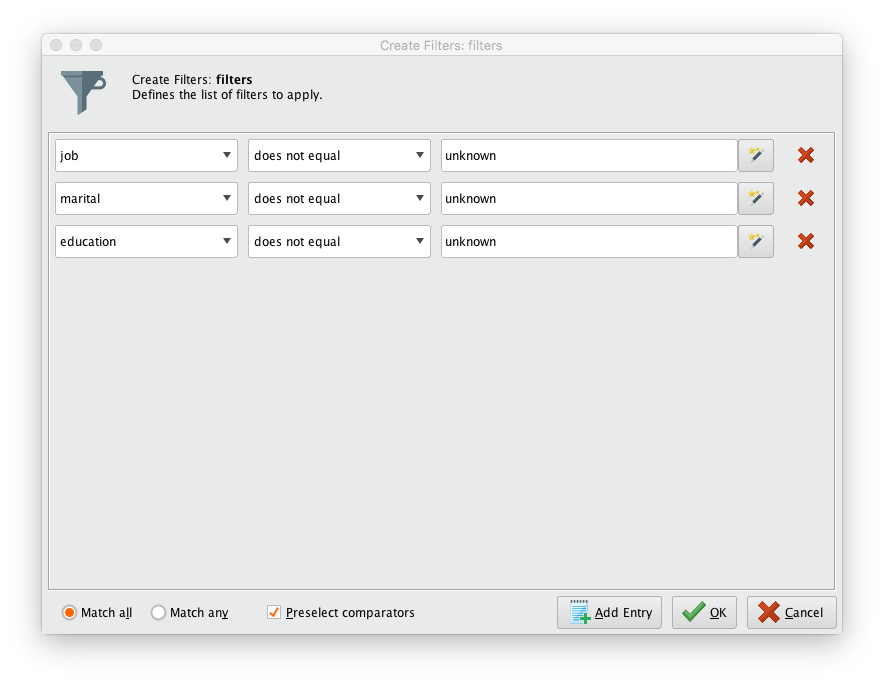 Create Filters: filters
Create Filters: filters
Defines the list of filters to apply.
job does not equal unknown
marital does not equal unknown
education does not equal unknown
Match all Match any Preselect comparators Add Entry OK Cancel